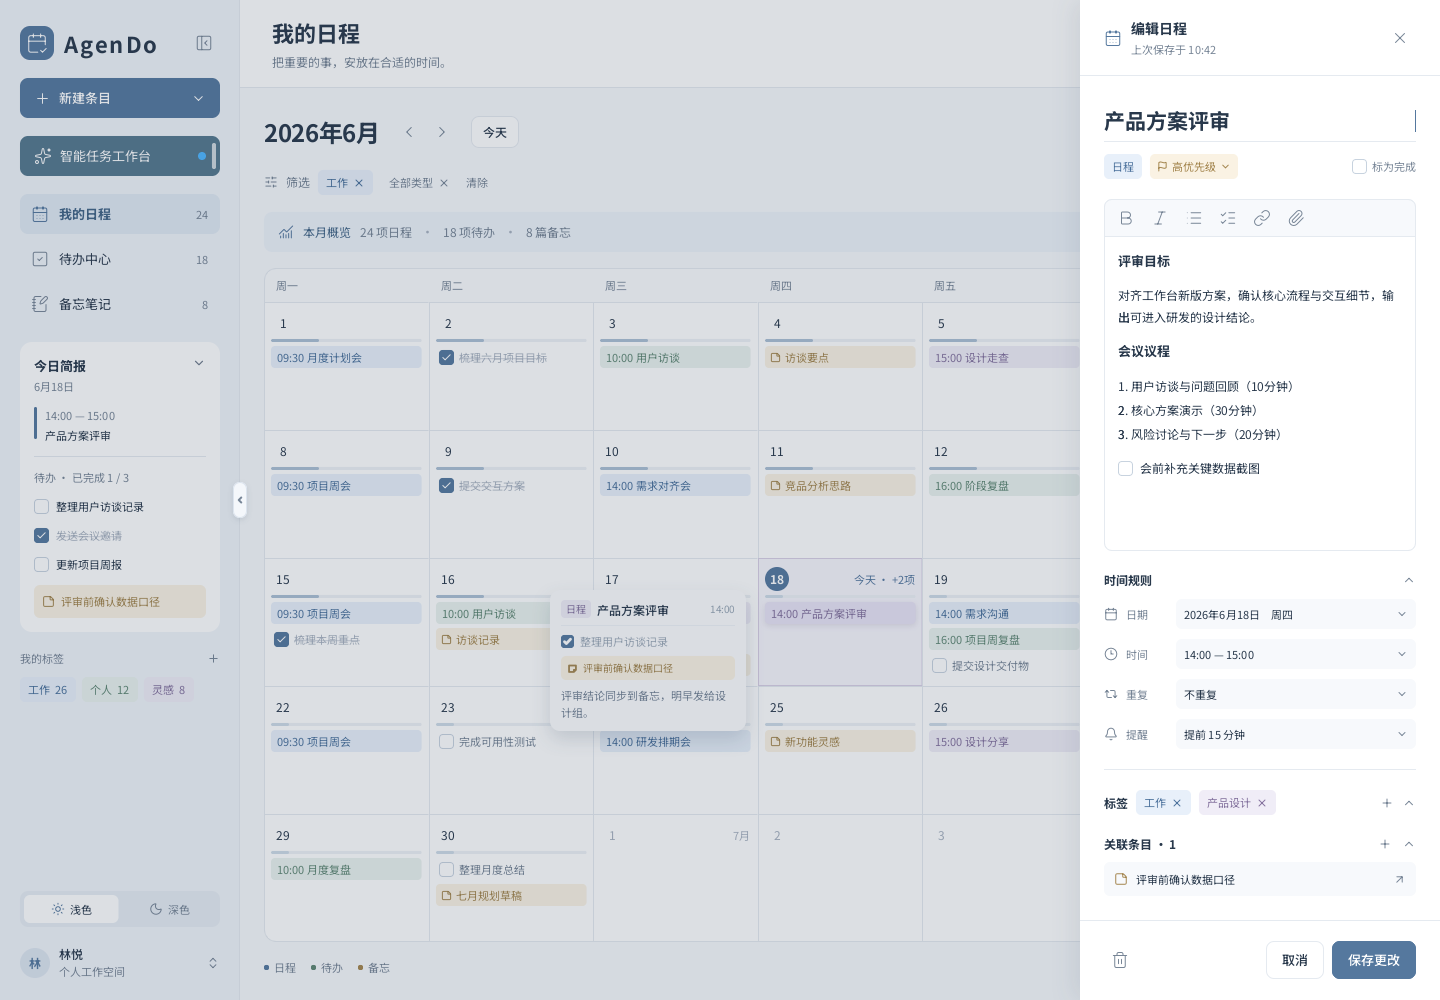 AgenDo
新建条目
智能任务工作台
我的日程 24
待办中心 18
备忘笔记 8
今日简报
6月18日
14:00 — 15:00
产品方案评审
待办 · 已完成 1 / 3
整理用户访谈记录
发送会议邀请
更新项目周报
评审前确认数据口径
我的标签
工作 26 个人 12 灵感 8
浅色 深色
林
林悦
个人工作空间
我的日程
把重要的事，安放在合适的时间。
2026年6月 今天
筛选 工作 全部类型 清除
本月概览 24 项日程 · 18 项待办 · 8 篇备忘
周一 周二 周三 周四 周五
1 2 3 4 5
09:30 月度计划会 梳理六月项目目标 10:00 用户访谈 访谈要点 15:00 设计走查
8 9 10 11 12
09:30 项目周会 提交交互方案 14:00 需求对齐会 竞品分析思路 16:00 阶段复盘
15 16 17 18 今天 · +2项 19
09:30 项目周会 10:00 用户访谈 14:00 产品方案评审 14:00 需求沟通
梳理本周重点 访谈记录 16:00 项目周复盘
提交设计交付物
日程 产品方案评审 14:00
整理用户访谈记录
评审前确认数据口径
评审结论同步到备忘，明早发给设
计组。
22 23 25 26
09:30 项目周会 完成可用性测试 14:00 研发排期会 新功能灵感 15:00 设计分享
29 30 1 7月 2 3
10:00 月度复盘 整理月度总结
七月规划草稿
日程 待办 备忘
编辑日程
上次保存于 10:42
产品方案评审
日程 高优先级 标为完成
B I
评审目标
对齐工作台新版方案，确认核心流程与交互细节，输
出可进入研发的设计结论。
会议议程
1. 用户访谈与问题回顾（10分钟）
2. 核心方案演示（30分钟）
3. 风险讨论与下一步（20分钟）
会前补充关键数据截图
时间规则
日期 2026年6月18日 周四
时间 14:00 — 15:00
重复 不重复
提醒 提前 15 分钟
标签 工作 产品设计
关联条目 · 1
评审前确认数据口径
取消 保存更改